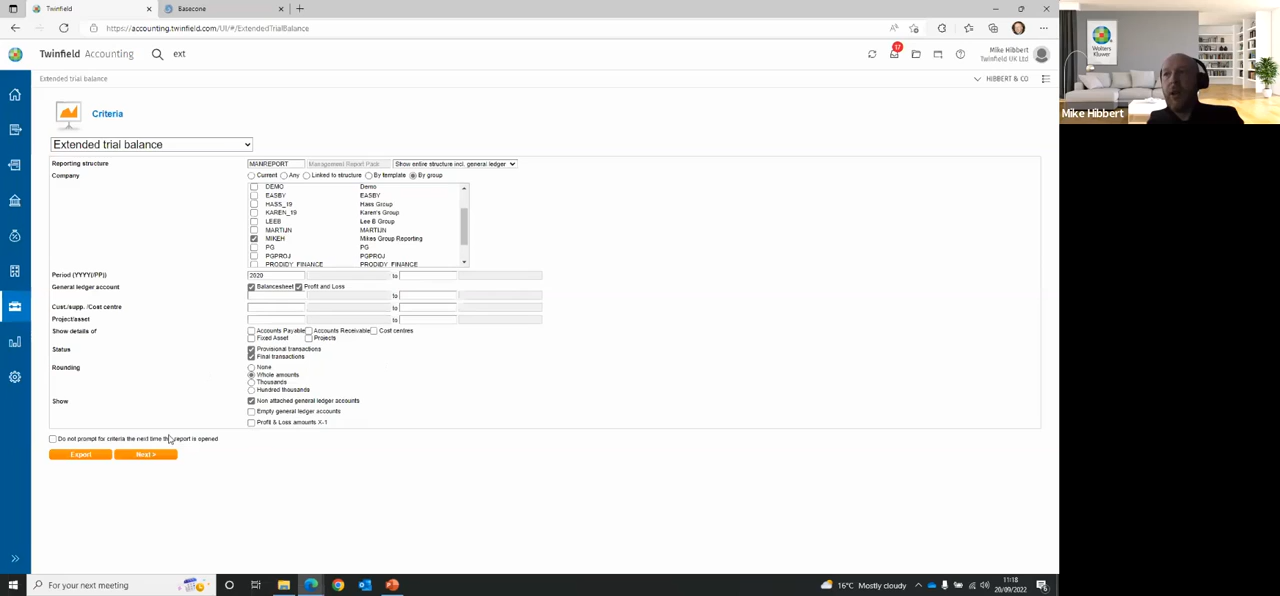 Twinfield
Basecone
https://accounting.twinfield.com/UI/#/ExtendedTrialBalance
Twinfield Accounting
ext
17
Mike Hibbert
Twinfield UK Ltd
Extended trial balance
HIBBERT & CO
Wolters Kluwer
Mike Hibbert
Criteria
Extended trial balance
Reporting structure MANREPORT Management Report Pack Show entire structure incl. general ledger
Company Current Any Linked to structure By template By group
DEMO Demo
EASBY EASBY
HASS_19 Hass Group
KAREN_19 Karen's Group
LEEB Lee B Group
MARTIJN MARTIJN
MIKEH Mikes Group Reporting
PG PG
PGPROJ PGPROJ
PRODIDY_FINANCE PRODIDY_FINANCE
Period (YYYY(/PP)) 2020 to
General ledger account Balancesheet Profit and Loss
to
Cust./supp. /Cost centre to
Project/asset to
Show details of Accounts Payable Accounts Receivable Cost centres
Fixed Asset Projects
Status Provisional transactions
Final transactions
Rounding None
Whole amounts
Thousands
Hundred thousands
Show Non attached general ledger accounts
Empty general ledger accounts
Profit & Loss amounts X-1
Do not prompt for criteria the next time the report is opened
Export Next >
For your next meeting
16°C Mostly cloudy
11:18
20/09/2022